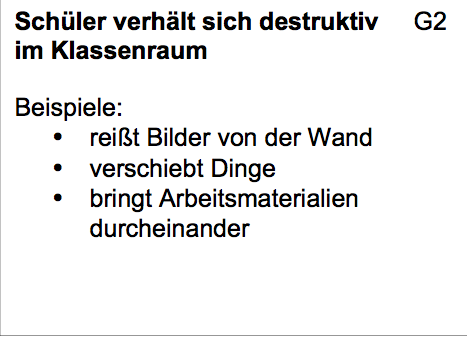 Schüler verhält sich destruktiv G2
im Klassenraum
Beispiele:
• reißt Bilder von der Wand
• verschiebt Dinge
• bringt Arbeitsmaterialien
durcheinander